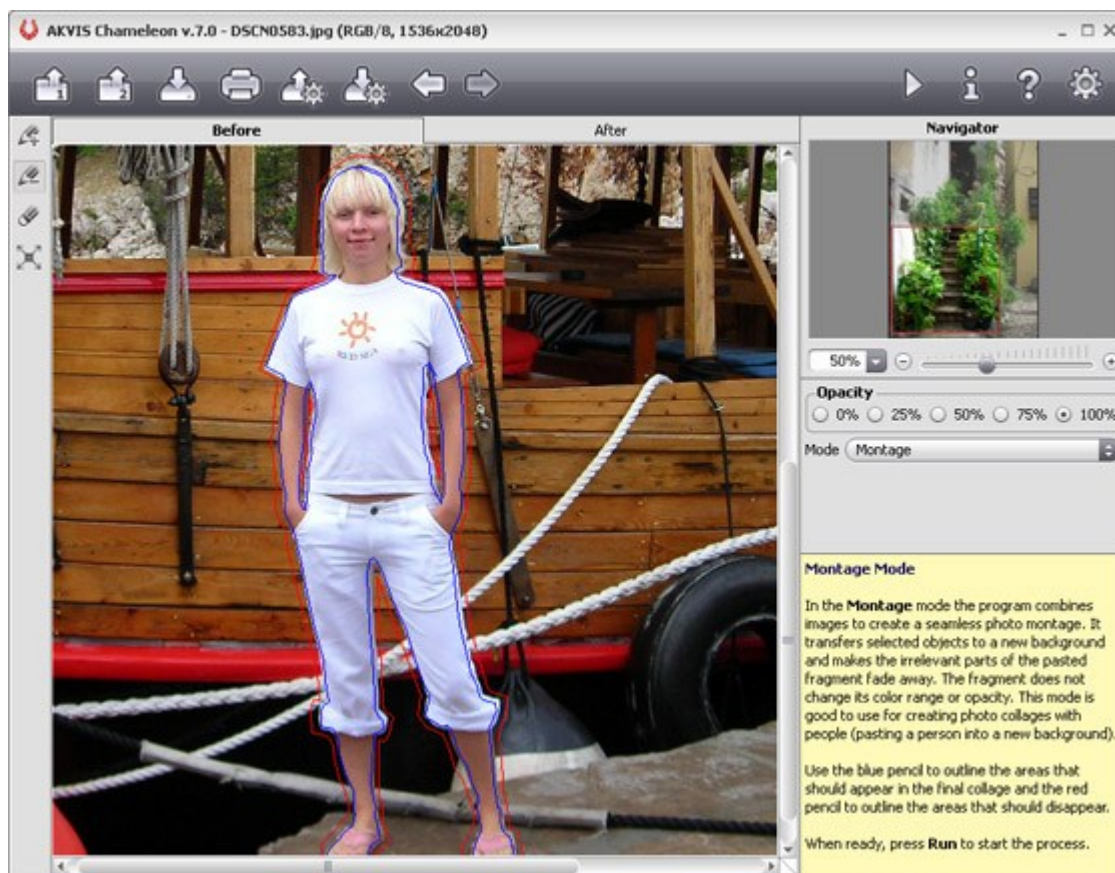 AKVIS Chameleon v.7.0 - DSCN0583.jpg (RGB/8, 1536x2048)
1
2
Before
After
Navigator
50%
Opacity
0%
25%
50%
75%
100%
Mode
Montage
Montage Mode
In the Montage mode the program combines
images to create a seamless photo montage. It
transfers selected objects to a new background
and makes the irrelevant parts of the pasted
fragment fade away. The fragment does not
change its color range or opacity. This mode is
good to use for creating photo collages with
people (pasting a person into a new background).
Use the blue pencil to outline the areas that
should appear in the final collage and the red
pencil to outline the areas that should disappear.
When ready, press Run to start the process.